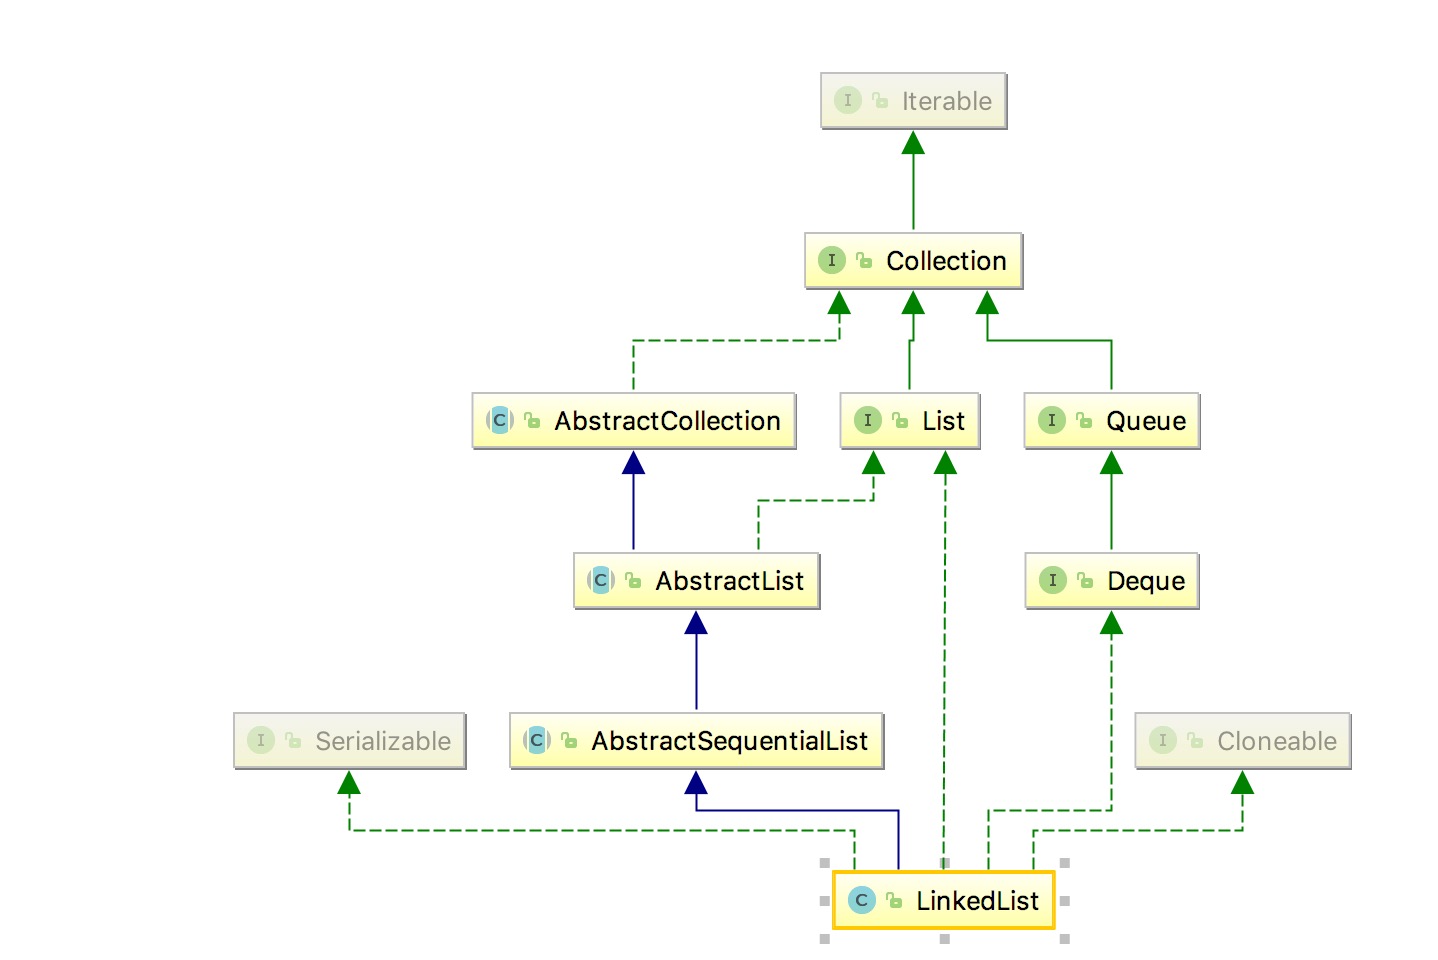 I Iterable
I Collection
C AbstractCollection
I List
I Queue
C AbstractList
I Deque
I Serializable
C AbstractSequentialList
I Cloneable
C LinkedList